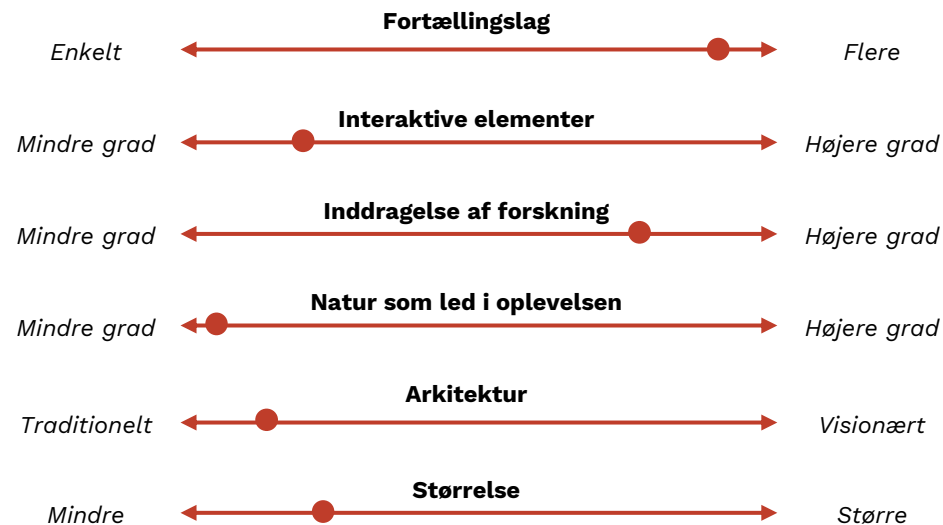 Fortællingslag
Enkelt Flere
Interaktive elementer
Mindre grad Højere grad
Inddragelse af forskning
Mindre grad Højere grad
Natur som led i oplevelsen
Mindre grad Højere grad
Arkitektur
Traditionelt Visionært
Størrelse
Mindre Større